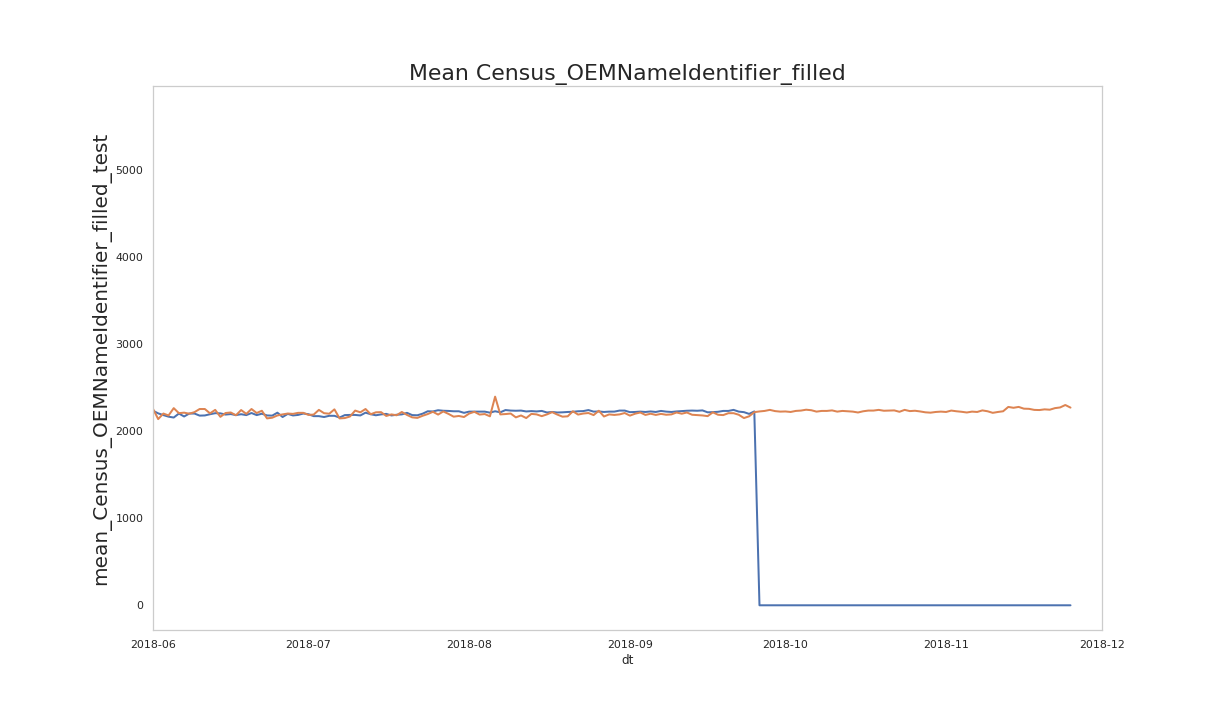 Mean Census_OEMNameIdentifier_filled
mean_Census_OEMNameIdentifier_filled_test
5000
4000
3000
2000
1000
0
2018-06 2018-07 2018-08 2018-09 2018-10 2018-11 2018-12
dt